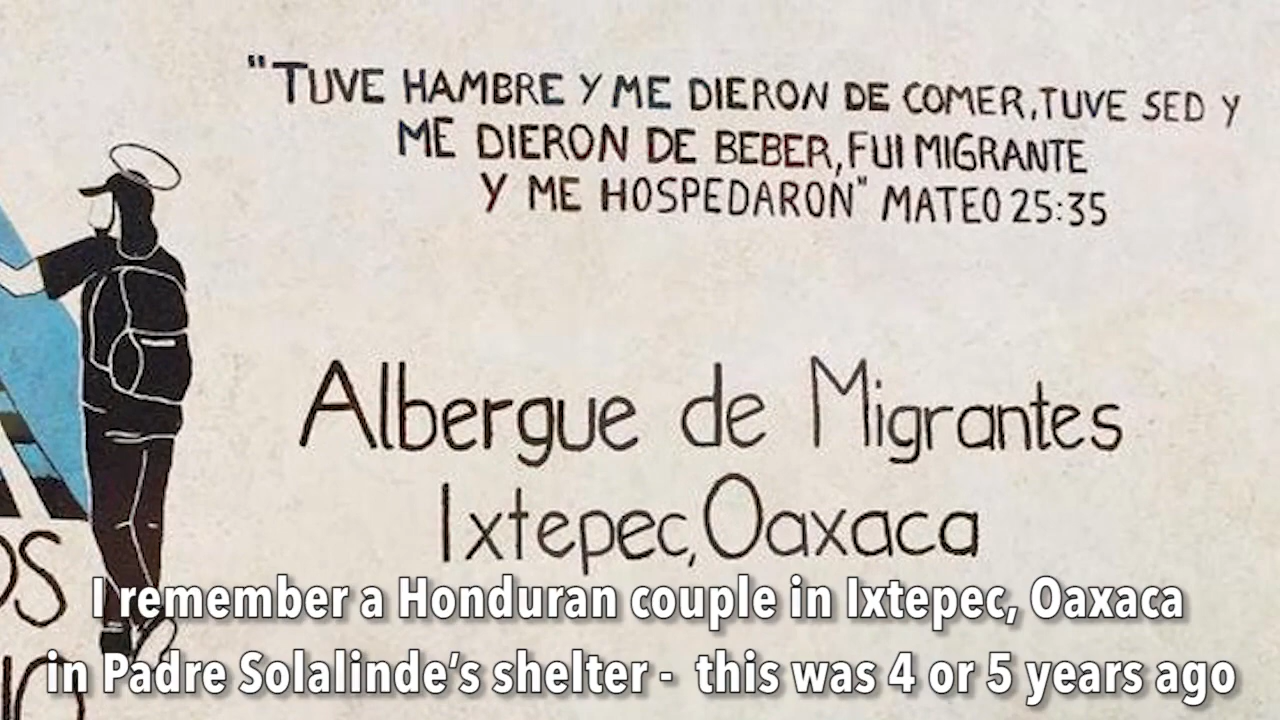 "TUVE HAMBRE Y ME DIERON DE COMER, TUVE SED Y
ME DIERON DE BEBER, FUI MIGRANTE
Y ME HOSPEDARON" MATEO 25:35
Albergue de Migrantes
Ixtepec, Oaxaca
OS
I remember a Honduran couple in Ixtepec, Oaxaca
in Padre Solalinde's shelter - this was 4 or 5 years ago